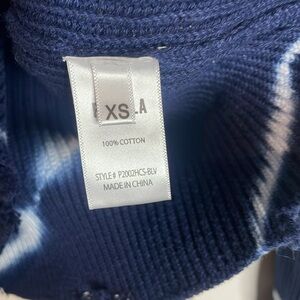 XS
100% COTTON
STYLE# P2002HCS-BLV
MADE IN CHINA